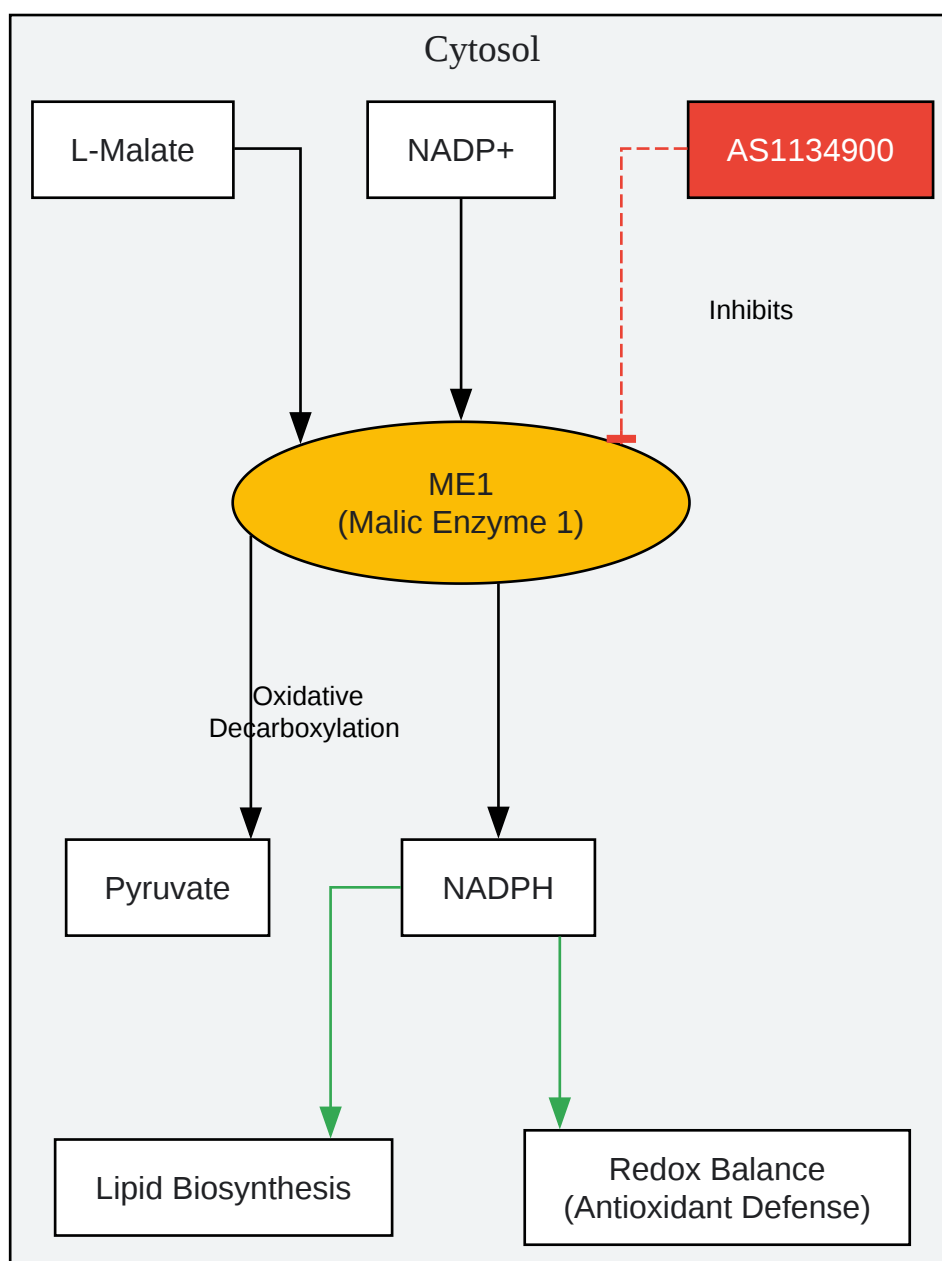 Cytosol
L-Malate
NADP+
AS1134900
Inhibits
ME1
(Malic Enzyme 1)
Oxidative
Decarboxylation
Pyruvate
NADPH
Lipid Biosynthesis
Redox Balance
(Antioxidant Defense)